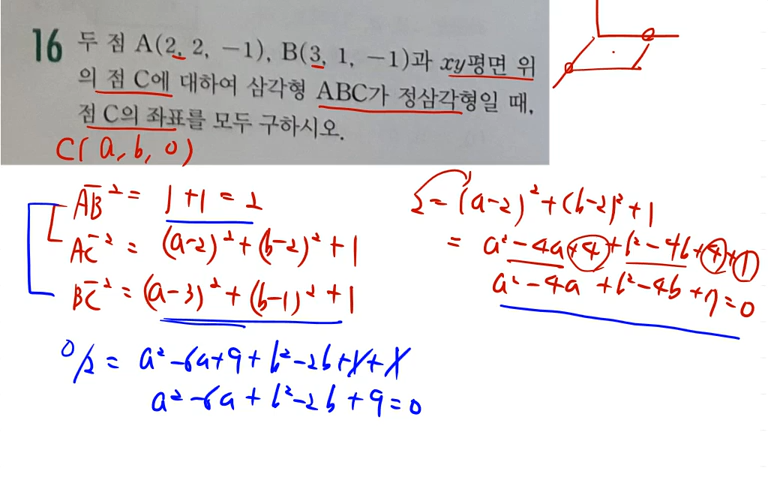 16 두 점 A(2, 2, −1), B(3, 1, −1)과 xy평면 위
의 점 C에 대하여 삼각형 ABC가 정삼각형일 때,
점 C의 좌표를 모두 구하시오.
C(a, b, 0)
AB² = 1+1 = 2
AC² = (a-2)² + (b-2)² + 1
BC² = (a-3)² + (b-1)² + 1
0/2 = a² -6a+9 + b² -2b+1+1
a² -6a + b² -2b + 9 = 0
2 = (a-2)² + (b-2)² + 1
= a² -4a +4 + b² -4b +4 +1
a² -4a + b² -4b + 7 = 0